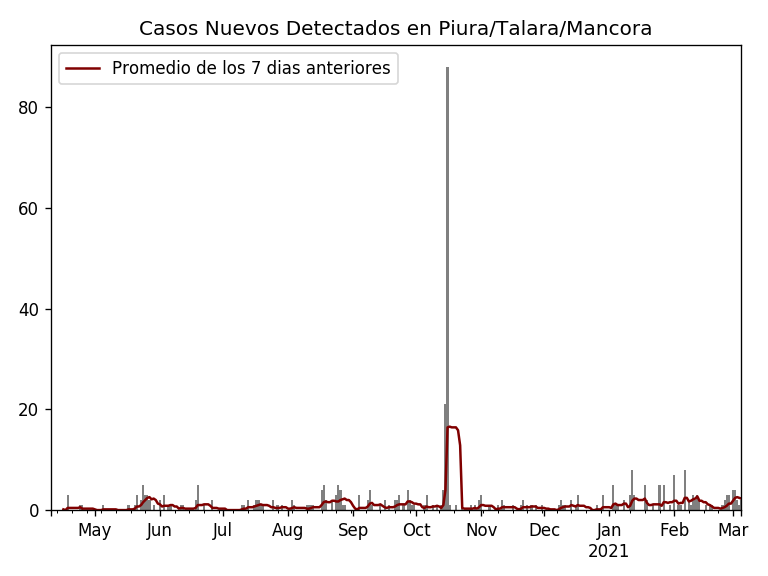 Casos Nuevos Detectados en Piura/Talara/Mancora
Promedio de los 7 dias anteriores
80
60
40
20
0
May Jun Jul Aug Sep Oct Nov Dec Jan Feb Mar
2021